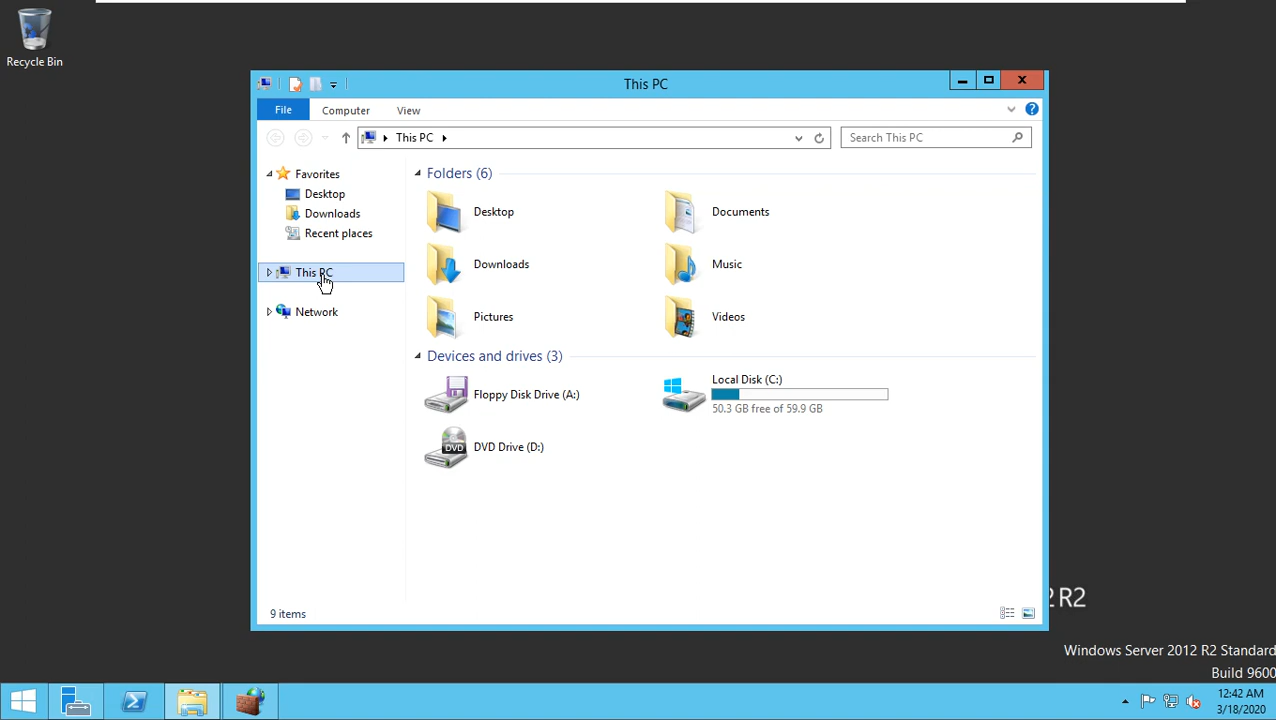 Recycle Bin
This PC
File
Computer
View
This PC
Search This PC
Favorites
Desktop
Downloads
Recent places
This PC
Network
Folders (6)
Desktop
Documents
Downloads
Music
Pictures
Videos
Devices and drives (3)
Floppy Disk Drive (A:)
Local Disk (C:)
50.3 GB free of 59.9 GB
DVD
DVD Drive (D:)
9 items
2 R2
Windows Server 2012 R2 Standard
Build 9600
12:42 AM
3/18/2020